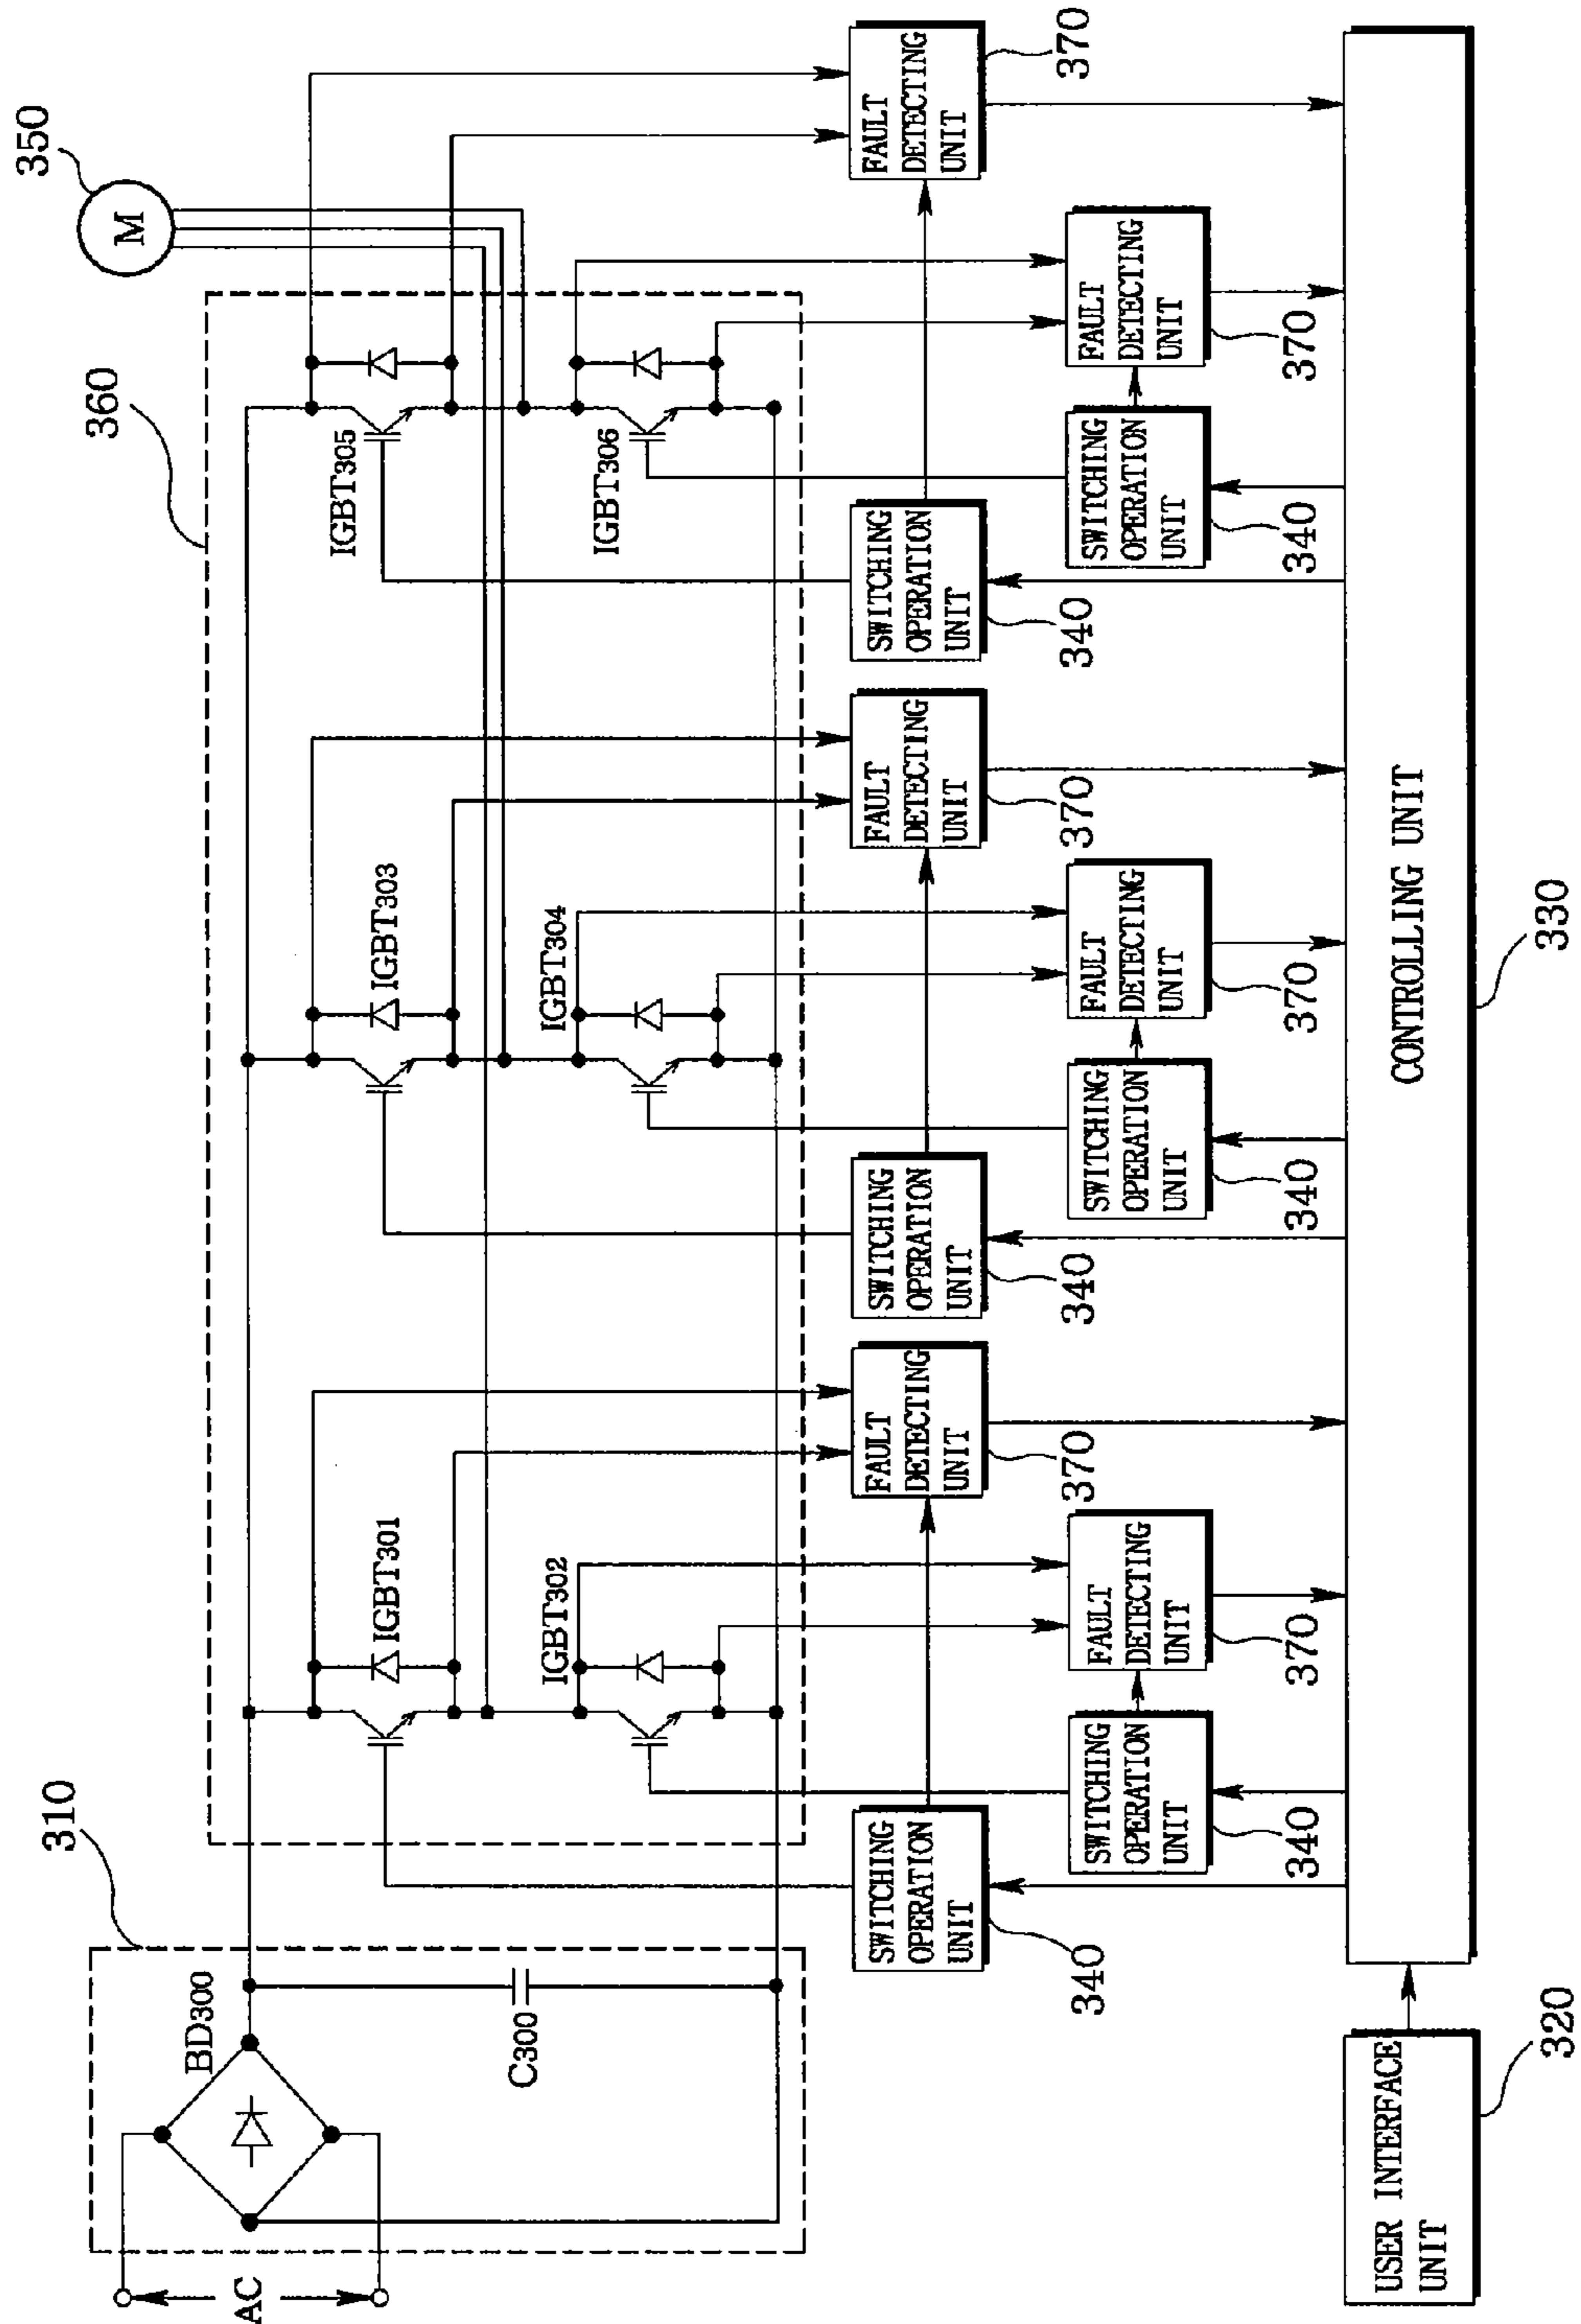 350
M
360
310
AC
BD300
C300
IGBT301
IGBT302
IGBT303
IGBT304
IGBT305
IGBT306
SWITCHING
OPERATION
UNIT
340
FAULT
DETECTING
UNIT
370
SWITCHING
OPERATION
UNIT
340
FAULT
DETECTING
UNIT
370
SWITCHING
OPERATION
UNIT
340
FAULT
DETECTING
UNIT
370
SWITCHING
OPERATION
UNIT
340
FAULT
DETECTING
UNIT
370
SWITCHING
OPERATION
UNIT
340
FAULT
DETECTING
UNIT
370
SWITCHING
OPERATION
UNIT
340
FAULT
DETECTING
UNIT
370
USER INTERFACE
UNIT
320
CONTROLLING UNIT
330